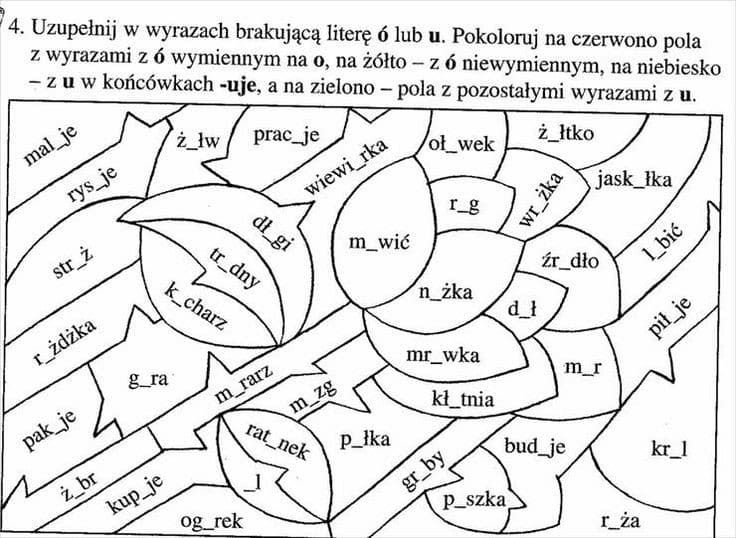 4. Uzupełnij w wyrazach brakującą literę ó lub u. Pokoloruj na czerwono pola
z wyrazami z ó wymiennym na o, na żółto – z ó niewymiennym, na niebiesko
– z u w końcówkach -uje, a na zielono – pola z pozostałymi wyrazami z u.
mal_je
ż_łw
prac_je
wiewi_rka
oł_wek
ż_łtko
rys_je
r_g
wr_żka
jask_łka
dł_gi
str_ż
tr_dny
m_wić
źr_dło
l_bić
k_charz
n_żka
d_ł
pił_je
r_żdżka
g_ra
m_rarz
mr_wka
m_r
m_zg
kł_tnia
pak_je
rat_nek
p_łka
bud_je
kr_l
ż_br
kup_je
_l
gr_by
p_szka
og_rek
r_ża